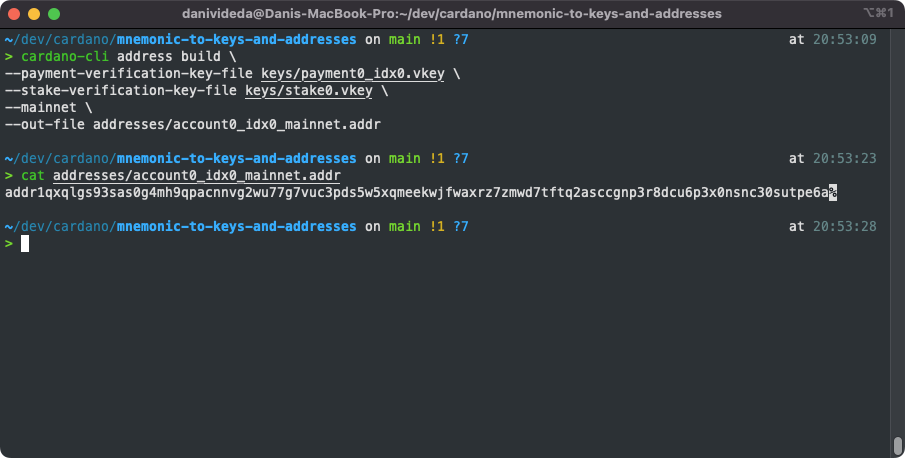 danivideda@Danis-MacBook-Pro:~/dev/cardano/mnemonic-to-keys-and-addresses ⌥⌘1
~/dev/cardano/mnemonic-to-keys-and-addresses on main !1 ?7 at 20:53:09
> cardano-cli address build \
--payment-verification-key-file keys/payment0_idx0.vkey \
--stake-verification-key-file keys/stake0.vkey \
--mainnet \
--out-file addresses/account0_idx0_mainnet.addr
~/dev/cardano/mnemonic-to-keys-and-addresses on main !1 ?7 at 20:53:23
> cat addresses/account0_idx0_mainnet.addr
addr1qxqlgs93sas0q4mh9qpacnnvg2wu77g7vuc3pds5w5xqmeekwjfwaxrz7zmwd7tftq2asccgnp3r8dcu6p3x0nsnc30sutpe6a%
~/dev/cardano/mnemonic-to-keys-and-addresses on main !1 ?7 at 20:53:28
>